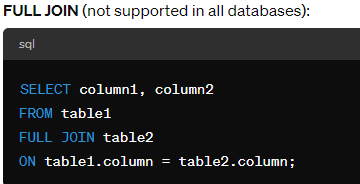 FULL JOIN (not supported in all databases):
sql
SELECT column1, column2
FROM table1
FULL JOIN table2
ON table1.column = table2.column;